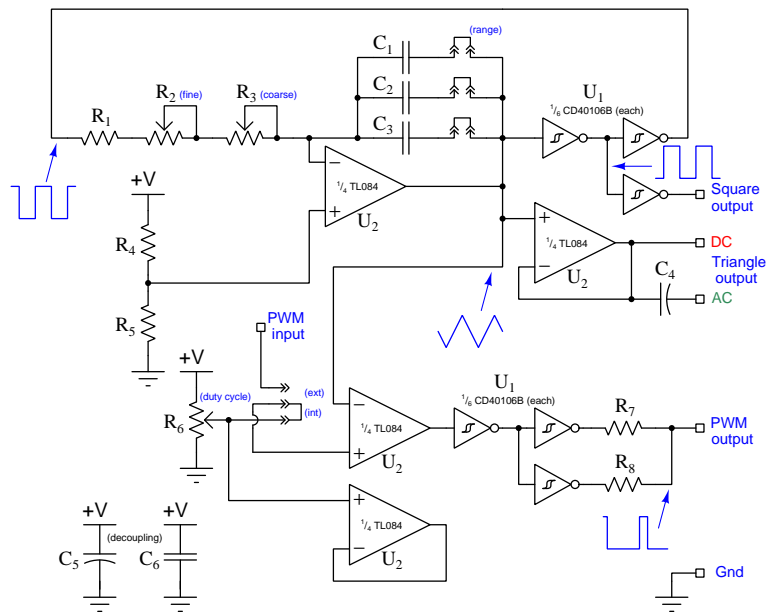 C1
(range)
R2 (fine)
R3 (coarse)
C2
U1
1/6 CD40106B (each)
R1
C3
1/4 TL084
U2
+V
Square
output
R4
1/4 TL084
U2
DC
Triangle
output
C4
AC
R5
PWM
input
+V
(duty cycle)
(ext)
(int)
R6
1/4 TL084
U2
U1
1/6 CD40106B (each)
R7
PWM
output
R8
+V
(decoupling)
+V
C5
C6
1/4 TL084
U2
Gnd